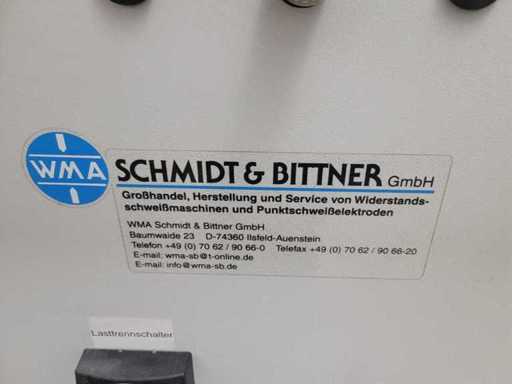 WMA
SCHMIDT & BITTNER GmbH
Großhandel, Herstellung und Service von Widerstands-
schweißmaschinen und Punktschweißelektroden
WMA Schmidt & Bittner GmbH
Baumwaide 23 D-74360 Ilsfeld-Auenstein
Telefon +49 (0) 70 62 / 90 66-0 Telefax +49 (0) 70 62 / 90 66-20
E-mail: wma-sb@t-online.de
E-mail: info@wma-sb.de
Lasttrennschalter